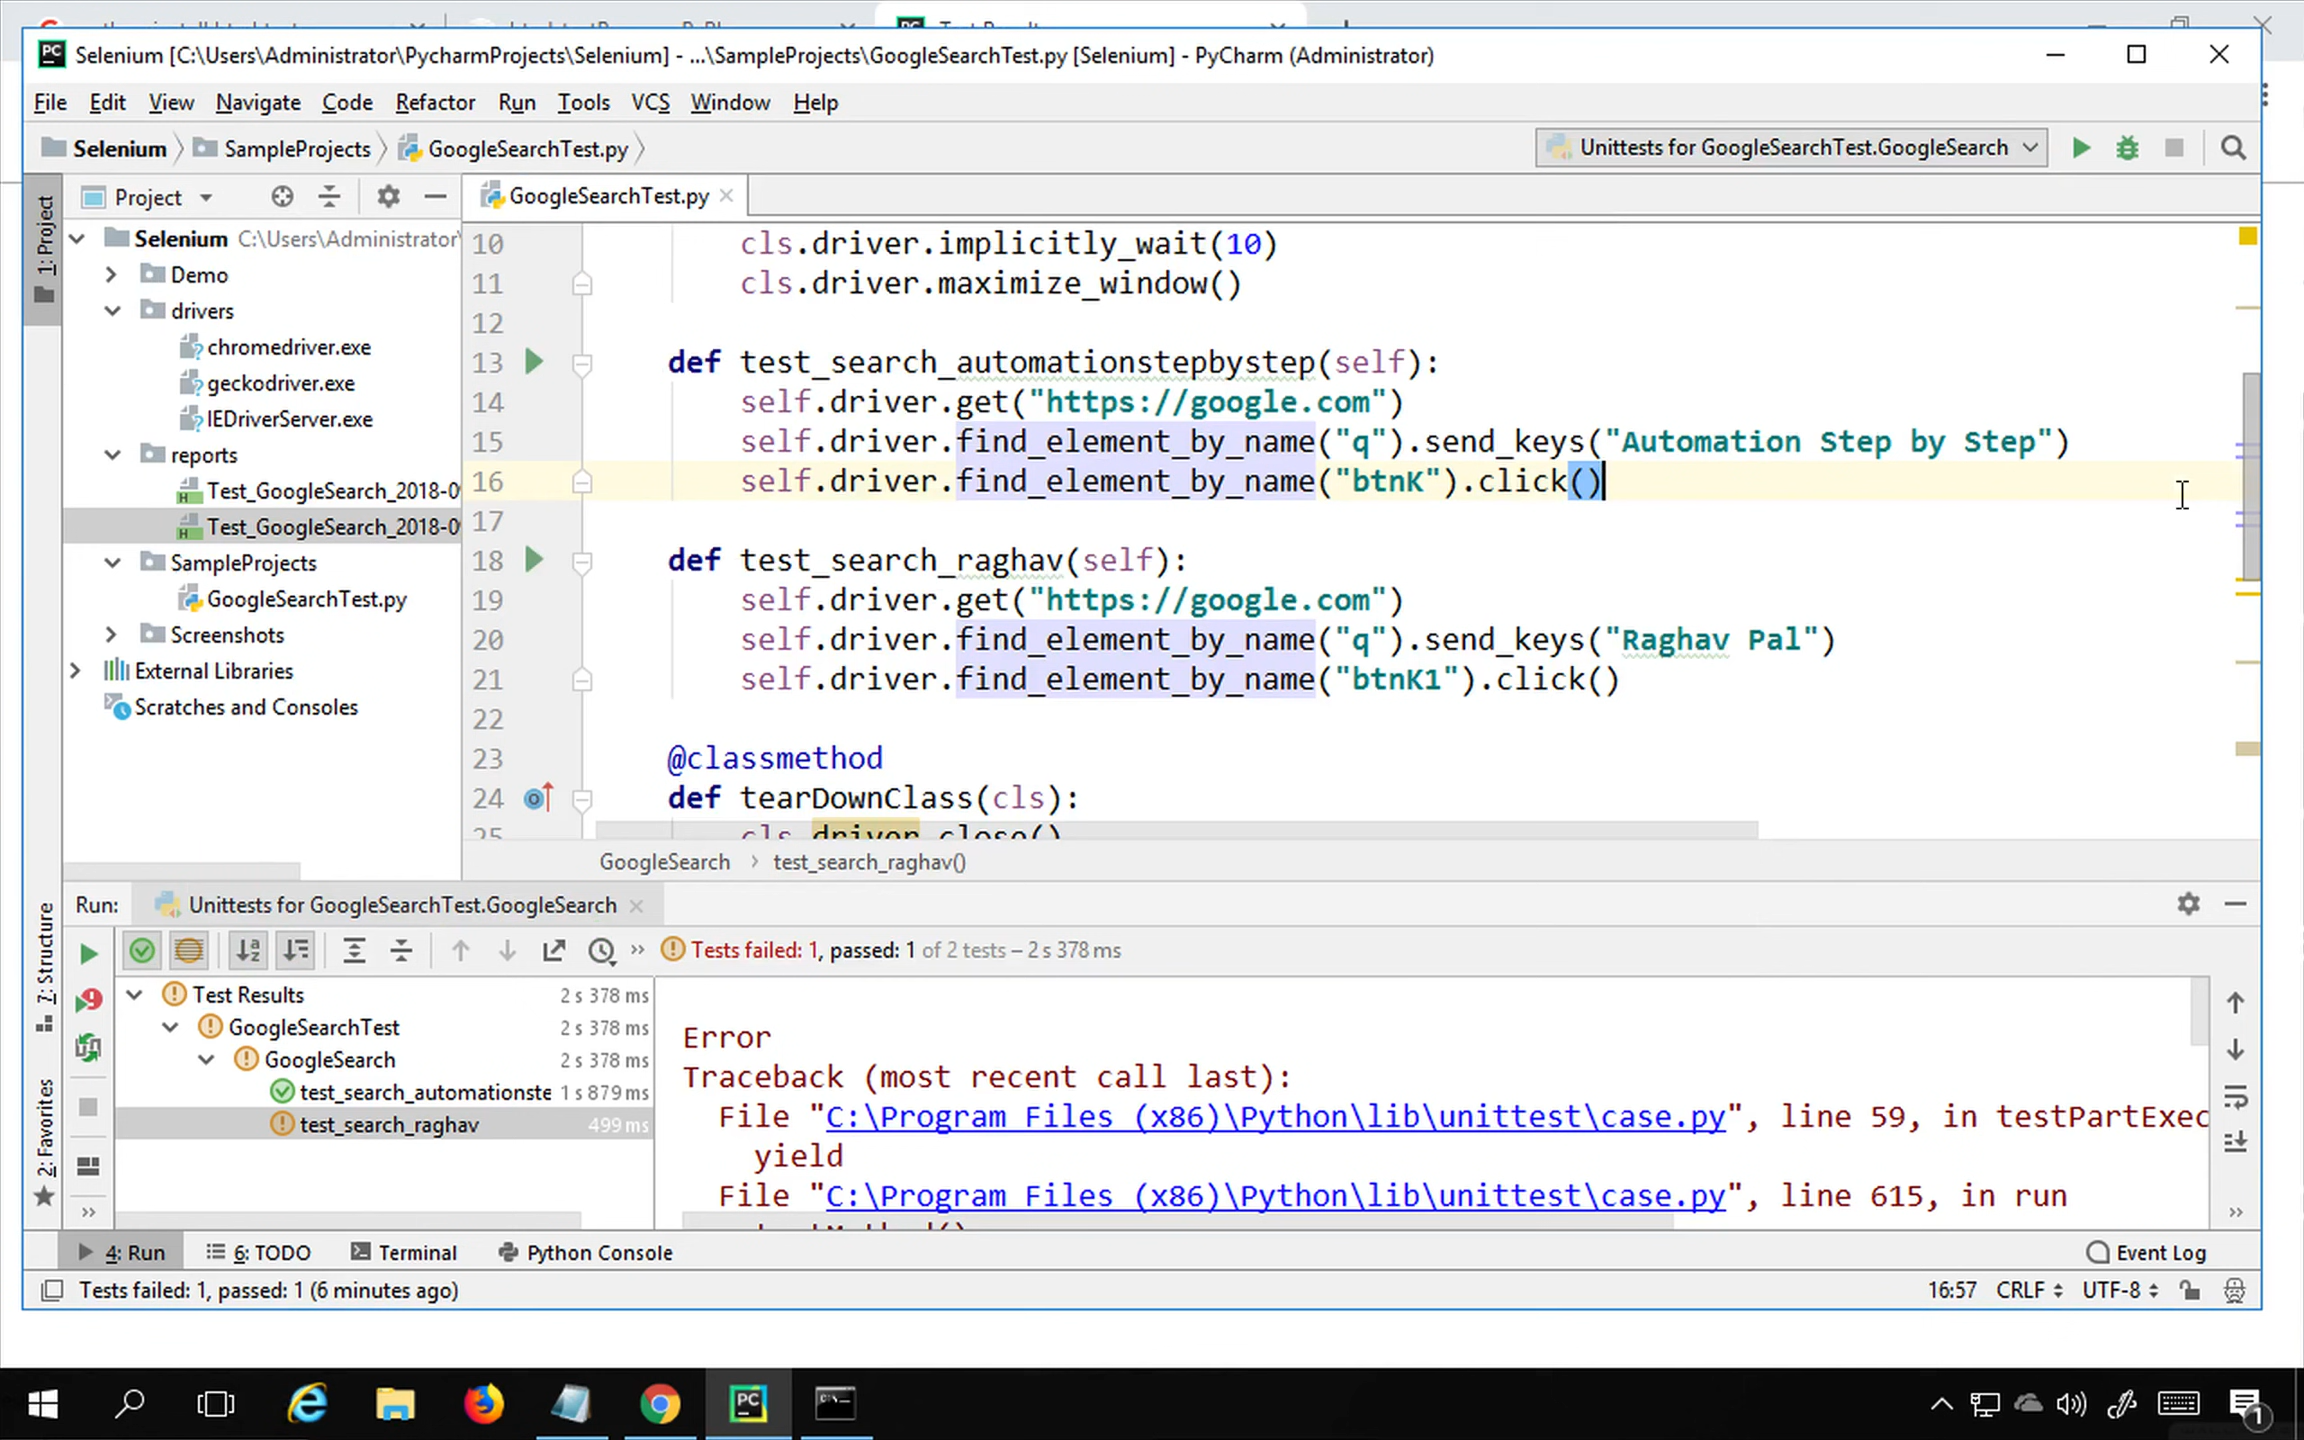 Selenium [C:\Users\Administrator\PycharmProjects\Selenium] - ...\SampleProjects\GoogleSearchTest.py [Selenium] - PyCharm (Administrator)
File Edit View Navigate Code Refactor Run Tools VCS Window Help
Selenium SampleProjects GoogleSearchTest.py
Unittests for GoogleSearchTest.GoogleSearch
1: Project
Project
GoogleSearchTest.py
Selenium C:\Users\Administrator\
Demo
drivers
chromedriver.exe
geckodriver.exe
IEDriverServer.exe
reports
Test_GoogleSearch_2018-0
Test_GoogleSearch_2018-0
SampleProjects
GoogleSearchTest.py
Screenshots
External Libraries
Scratches and Consoles
10 cls.driver.implicitly_wait(10)
11 cls.driver.maximize_window()
12
13 def test_search_automationstepbystep(self):
14 self.driver.get("https://google.com")
15 self.driver.find_element_by_name("q").send_keys("Automation Step by Step")
16 self.driver.find_element_by_name("btnK").click()
17
18 def test_search_raghav(self):
19 self.driver.get("https://google.com")
20 self.driver.find_element_by_name("q").send_keys("Raghav Pal")
21 self.driver.find_element_by_name("btnK1").click()
22
23 @classmethod
24 def tearDownClass(cls):
25 cls.driver.close()
GoogleSearch test_search_raghav()
7: Structure
2: Favorites
Run: Unittests for GoogleSearchTest.GoogleSearch
Tests failed: 1, passed: 1 of 2 tests – 2 s 378 ms
Test Results 2 s 378 ms
GoogleSearchTest 2 s 378 ms
GoogleSearch 2 s 378 ms
test_search_automationste 1 s 879 ms
test_search_raghav 499 ms
Error
Traceback (most recent call last):
File "C:\Program Files (x86)\Python\lib\unittest\case.py", line 59, in testPartExec
yield
File "C:\Program Files (x86)\Python\lib\unittest\case.py", line 615, in run
4: Run 6: TODO Terminal Python Console Event Log
Tests failed: 1, passed: 1 (6 minutes ago)
16:57 CRLF UTF-8
1